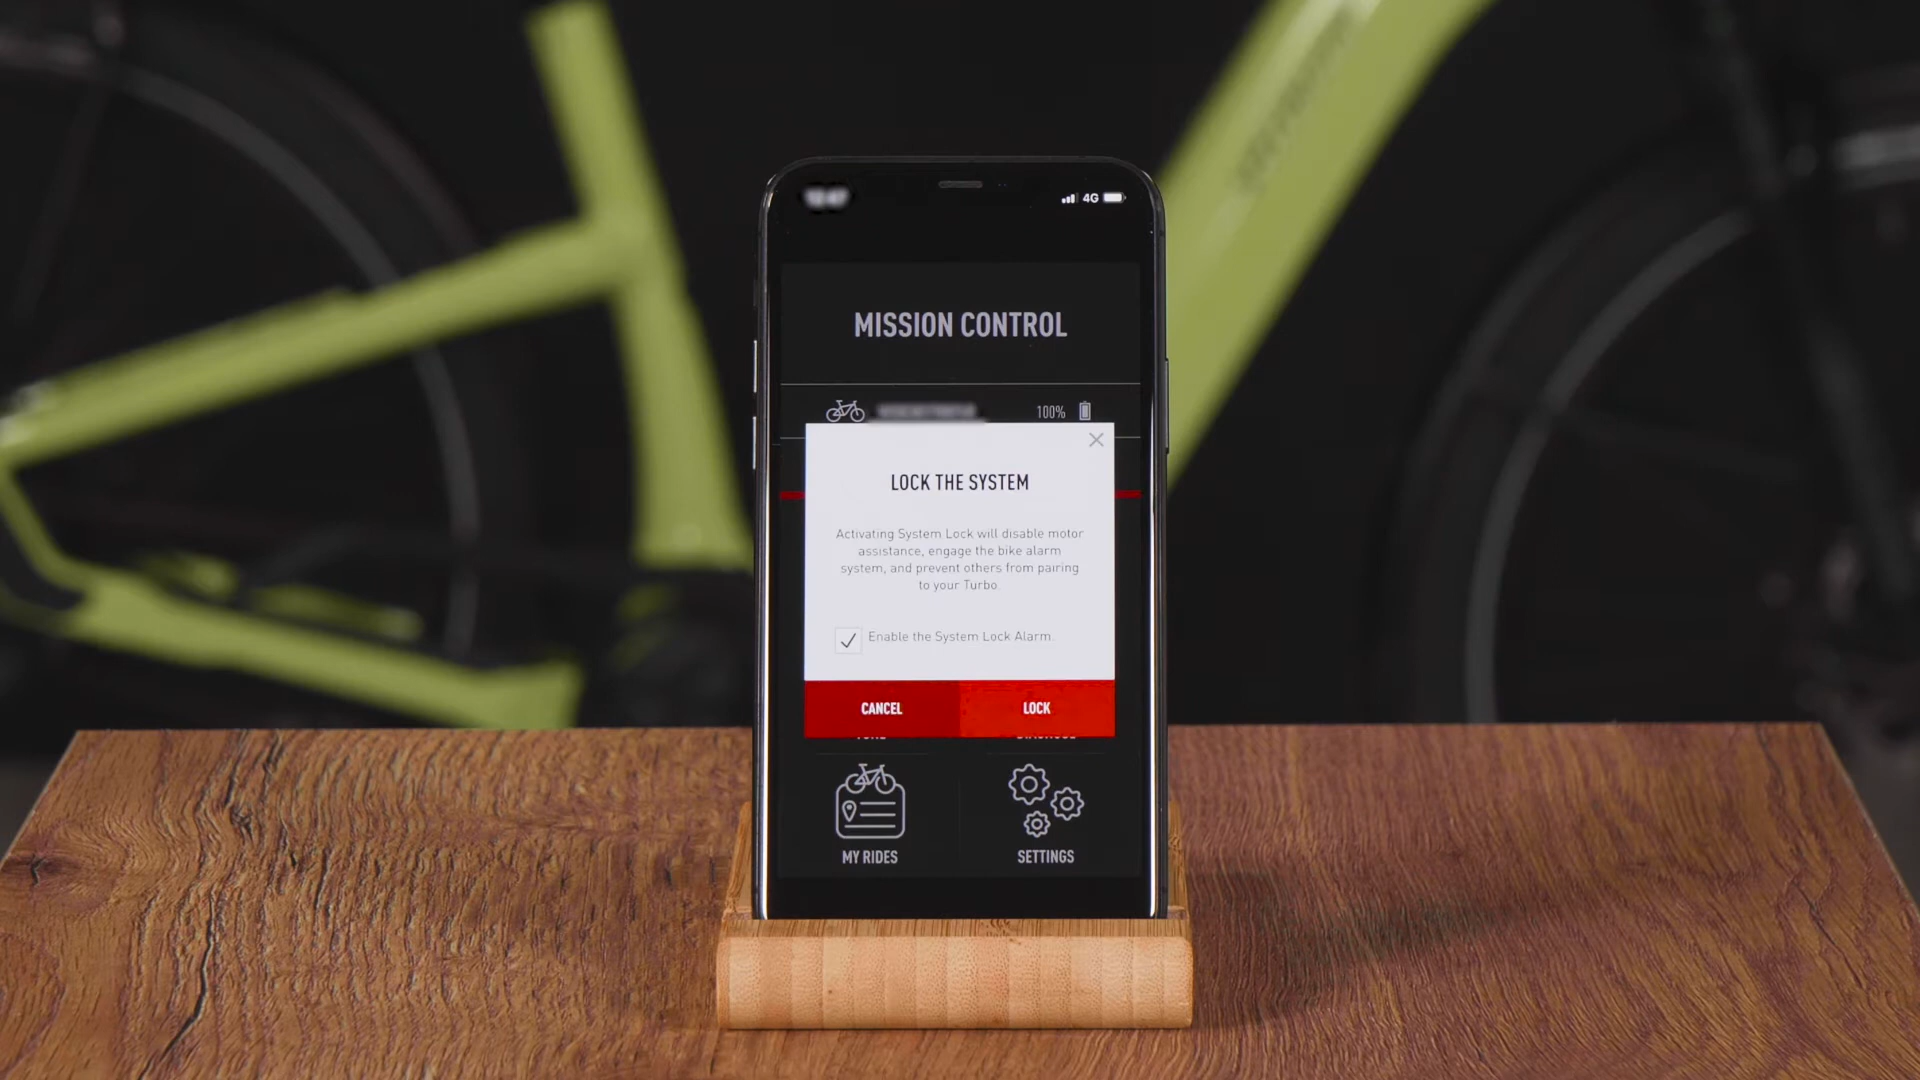 4G
MISSION CONTROL
100%
LOCK THE SYSTEM
Activating System Lock will disable motor
assistance, engage the bike alarm
system, and prevent others from pairing
to your Turbo
Enable the System Lock Alarm.
CANCEL LOCK
MY RIDES SETTINGS